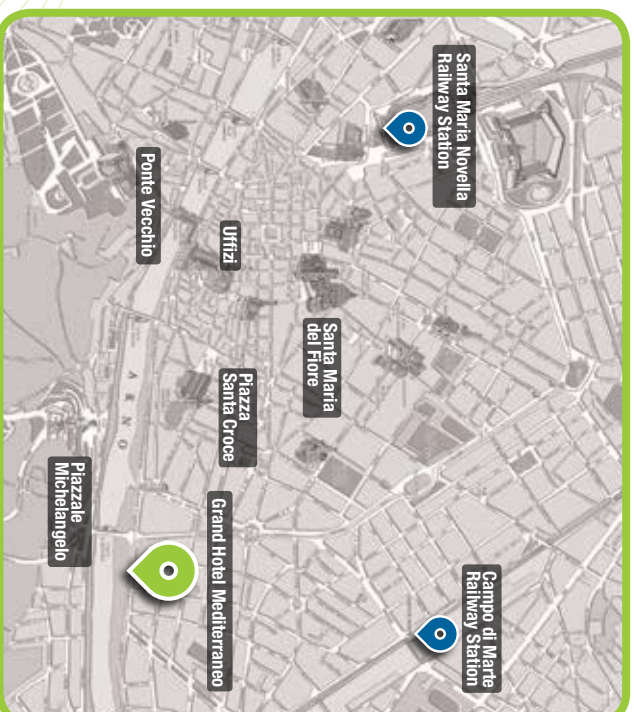 Santa Maria Novella
Railway Station
Ponte Vecchio
Uffizi
Santa Maria
del Fiore
Piazza
Santa Croce
ARNO
Piazzale
Michelangelo
Grand Hotel Mediterraneo
Campo di Marte
Railway Station